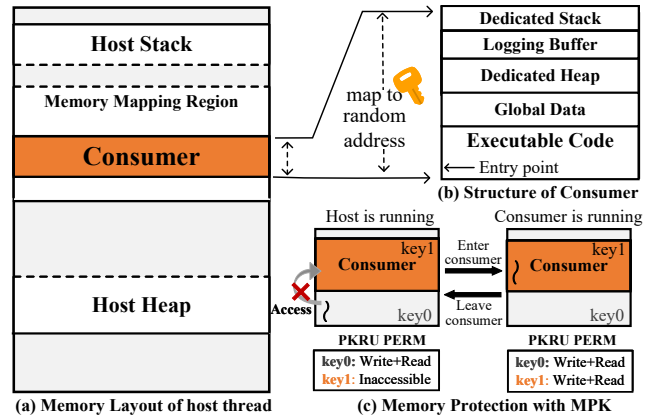 Host Stack
Memory Mapping Region
Consumer
Host Heap
(a) Memory Layout of host thread
map to
random
address
Dedicated Stack
Logging Buffer
Dedicated Heap
Global Data
Executable Code
Entry point
(b) Structure of Consumer
Host is running
key1
Consumer
Access
key0
PKRU PERM
key0: Write+Read
key1: Inaccessible
Enter
consumer
Leave
consumer
Consumer is running
key1
Consumer
key0
PKRU PERM
key0: Write+Read
key1: Write+Read
(c) Memory Protection with MPK